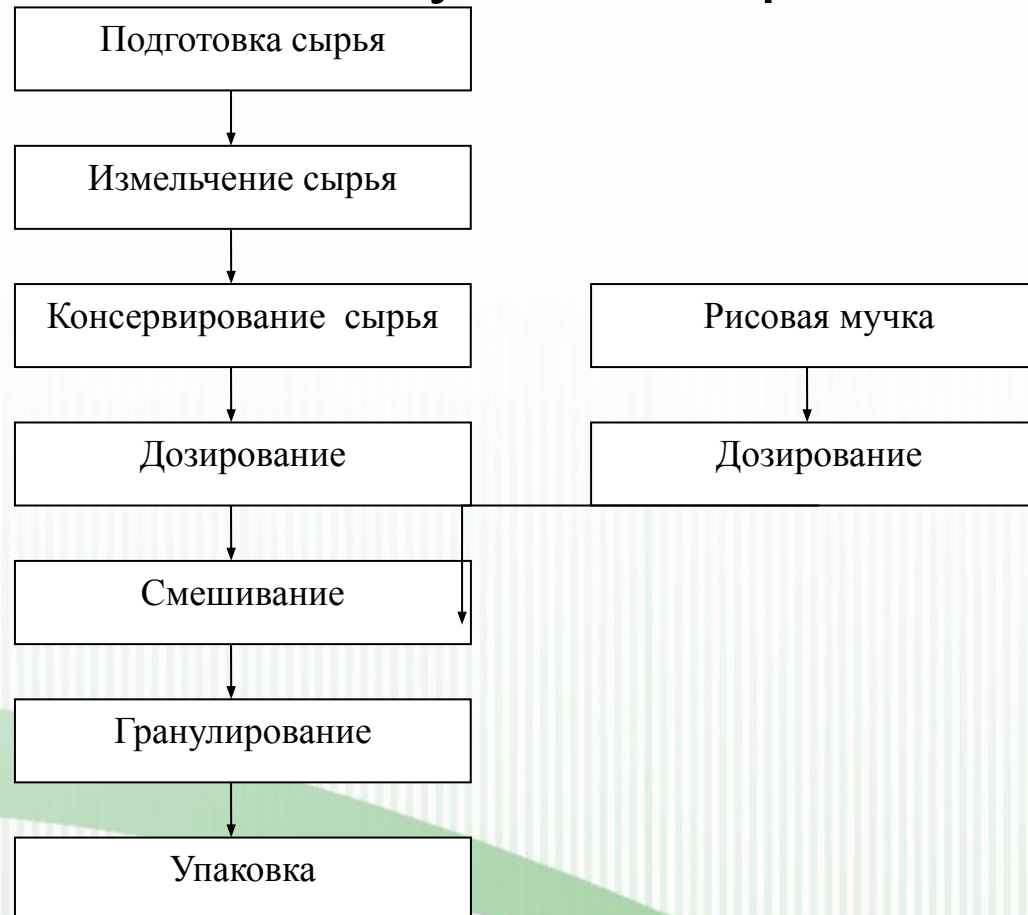 Подготовка сырья
Измельчение сырья
Консервирование сырья
Рисовая мучка
Дозирование
Дозирование
Смешивание
Гранулирование
Упаковка